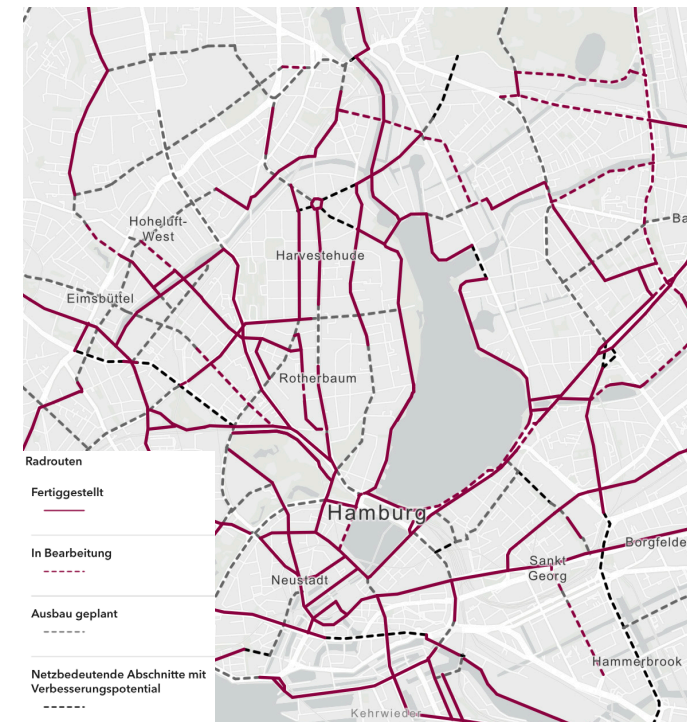 Hoheluft-
West
Ba
Harvestehude
Eimsbüttel
Rotherbaum
Radrouten
Fertiggestellt
In Bearbeitung
Ausbau geplant
Netzbedeutende Abschnitte mit
Verbesserungspotential
Hamburg
Borgfelde
Sankt
Georg
Neustadt
Hammerbrook
Kehrwieder